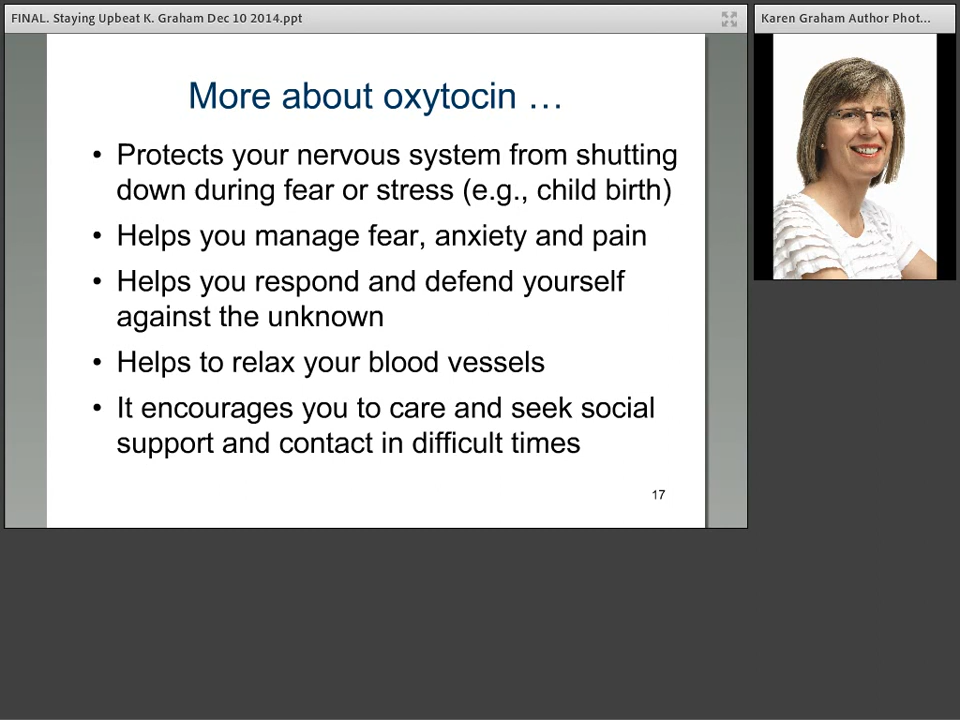 FINAL. Staying Upbeat K. Graham Dec 10 2014.ppt
Karen Graham Author Phot...
More about oxytocin …
• Protects your nervous system from shutting
down during fear or stress (e.g., child birth)
• Helps you manage fear, anxiety and pain
• Helps you respond and defend yourself
against the unknown
• Helps to relax your blood vessels
• It encourages you to care and seek social
support and contact in difficult times
17